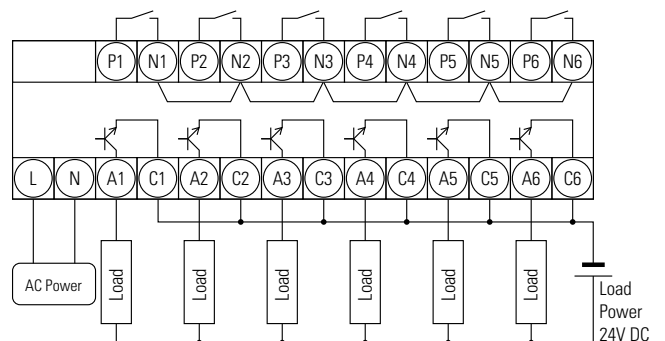 P1 N1 P2 N2 P3 N3 P4 N4 P5 N5 P6 N6
L N A1 C1 A2 C2 A3 C3 A4 C4 A5 C5 A6 C6
AC Power
Load
Load
Load
Load
Load
Load
Load
Power
24V DC